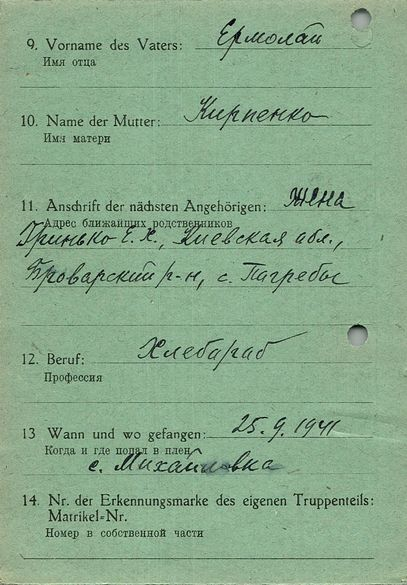 9. Vorname des Vaters: Ермолай
Имя отца
10. Name der Mutter: Кирпенко
Имя матери
11. Anschrift der nächsten Angehörigen: Жена
Адрес ближайших родственников
Гринько Е. Х., Киевская обл.,
Броварский р-н, с. Пагребы
12. Beruf: Хлебараб
Профессия
13 Wann und wo gefangen: 25.9.1941
Когда и где попал в плен
с. Михайловка
14. Nr. der Erkennungsmarke des eigenen Truppenteils:
Matrikel-Nr.
Номер в собственной части